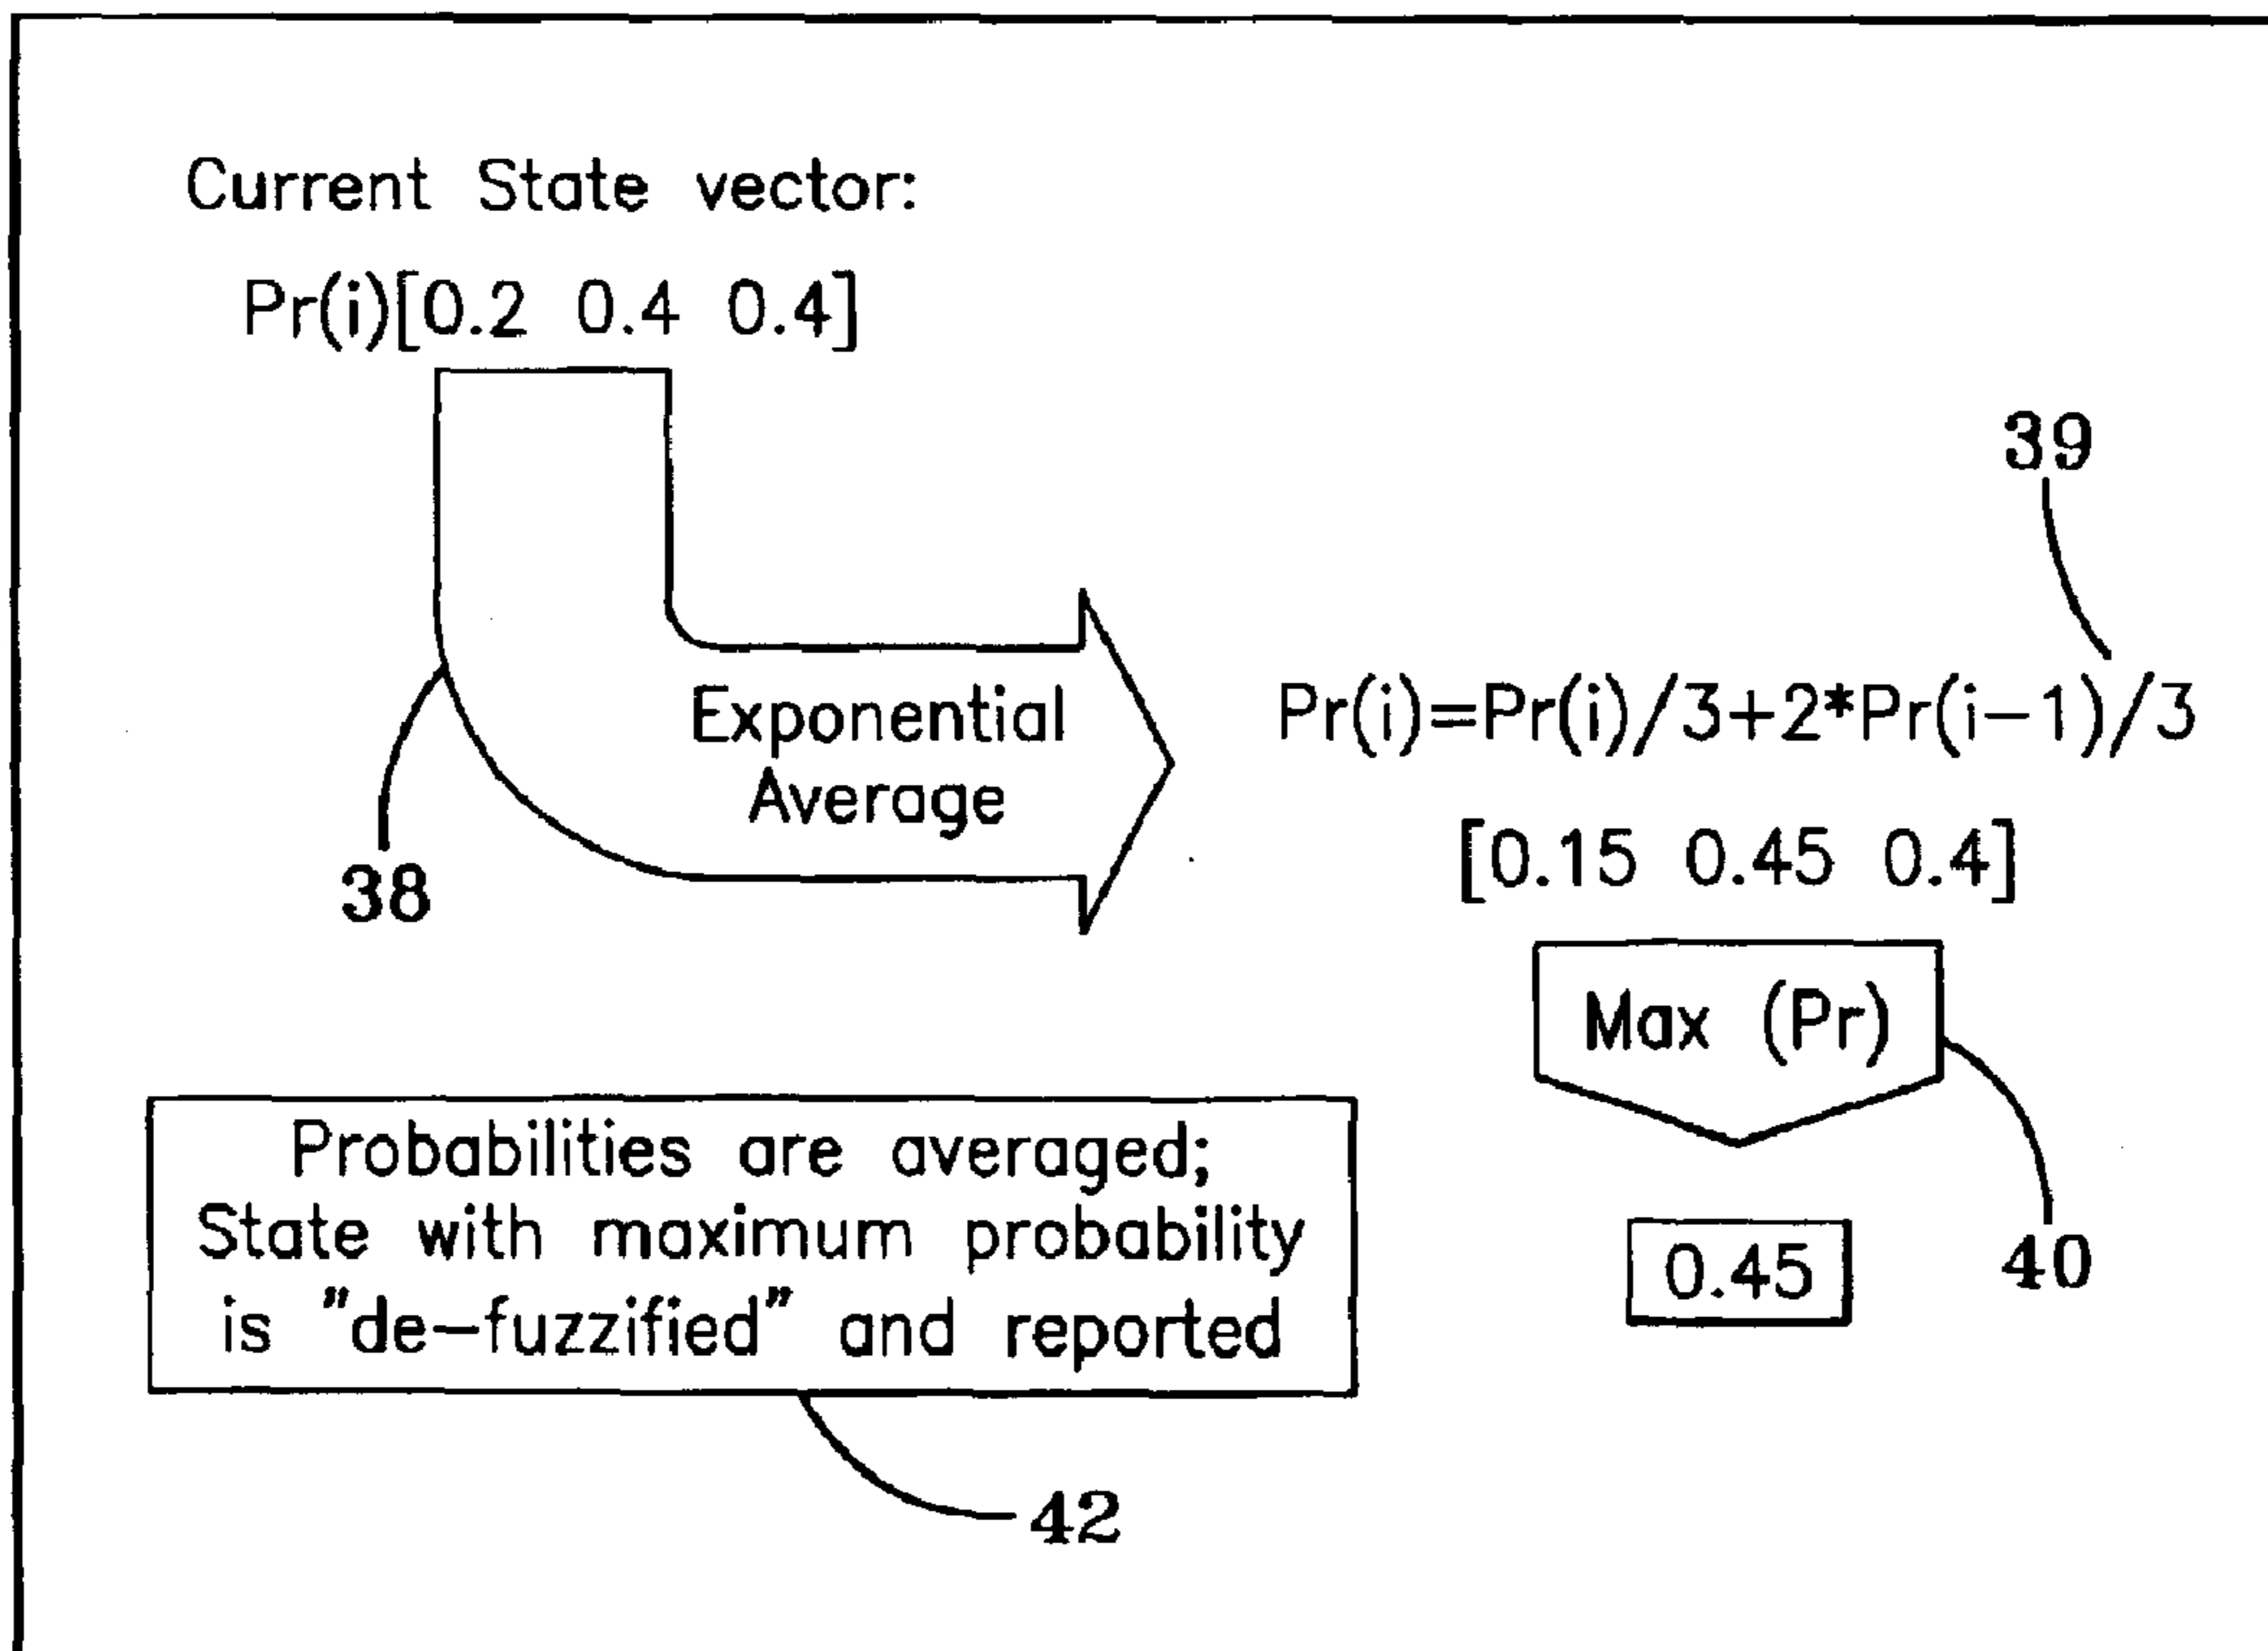 Current State vector:
Pr(i)[0.2 0.4 0.4]
39
Exponential
Average
Pr(i)=Pr(i)/3+2*Pr(i-1)/3
[0.15 0.45 0.4]
38
Max (Pr)
Probabilities are averaged;
State with maximum probability
is "de-fuzzified" and reported
0.45
40
42